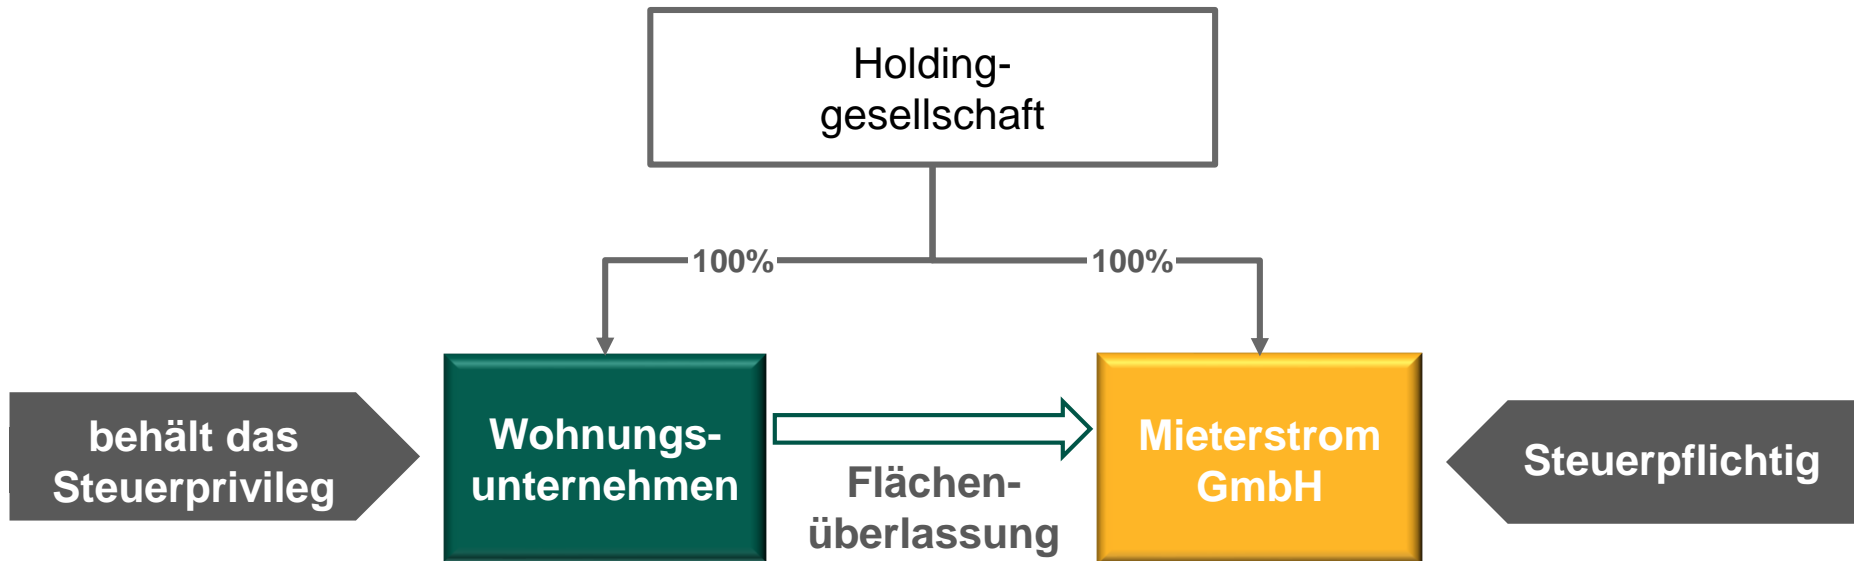 Holding-
gesellschaft
100%
100%
behält das
Steuerprivileg
Wohnungs-
unternehmen
Flächen-
überlassung
Mieterstrom
GmbH
Steuerpflichtig